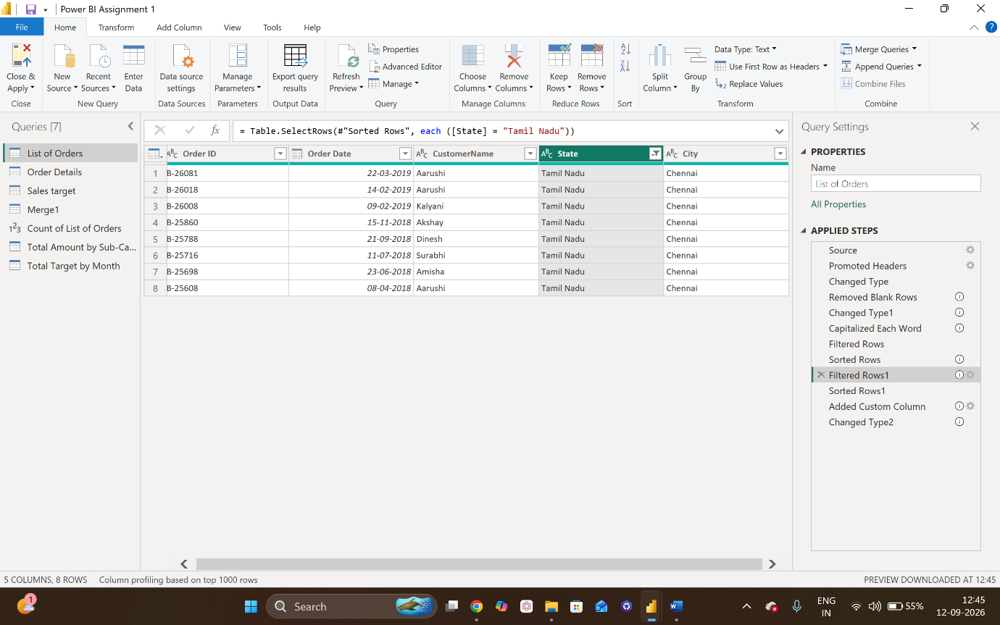 Power BI Assignment 1
File Home Transform Add Column View Tools Help
Close & Apply
New Source
Recent Sources
Enter Data
Data source settings
Manage Parameters
Export query results
Refresh Preview
Properties
Advanced Editor
Manage
Choose Columns
Remove Columns
Keep Rows
Remove Rows
Split Column
Group By
Data Type: Text
Use First Row as Headers
Replace Values
Merge Queries
Append Queries
Combine Files
Close New Query Data Sources Parameters Output Data Query Manage Columns Reduce Rows Sort Transform Combine
Queries [7]
List of Orders
Order Details
Sales target
Merge1
Count of List of Orders
Total Amount by Sub-Ca...
Total Target by Month
= Table.SelectRows(#"Sorted Rows", each ([State] = "Tamil Nadu"))
Order ID Order Date CustomerName State City
1 B-26081 22-03-2019 Aarushi Tamil Nadu Chennai
2 B-26018 14-02-2019 Aarushi Tamil Nadu Chennai
3 B-26008 09-02-2019 Kalyani Tamil Nadu Chennai
4 B-25860 15-11-2018 Akshay Tamil Nadu Chennai
5 B-25788 21-09-2018 Dinesh Tamil Nadu Chennai
6 B-25716 11-07-2018 Surabhi Tamil Nadu Chennai
7 B-25698 23-06-2018 Amisha Tamil Nadu Chennai
8 B-25608 08-04-2018 Aarushi Tamil Nadu Chennai
Query Settings
PROPERTIES
Name
List of Orders
All Properties
APPLIED STEPS
Source
Promoted Headers
Changed Type
Removed Blank Rows
Changed Type1
Capitalized Each Word
Filtered Rows
Sorted Rows
Filtered Rows1
Sorted Rows1
Added Custom Column
Changed Type2
5 COLUMNS, 8 ROWS Column profiling based on top 1000 rows PREVIEW DOWNLOADED AT 12:45
1
Search
ENG
IN
55%
12:45
12-09-2026